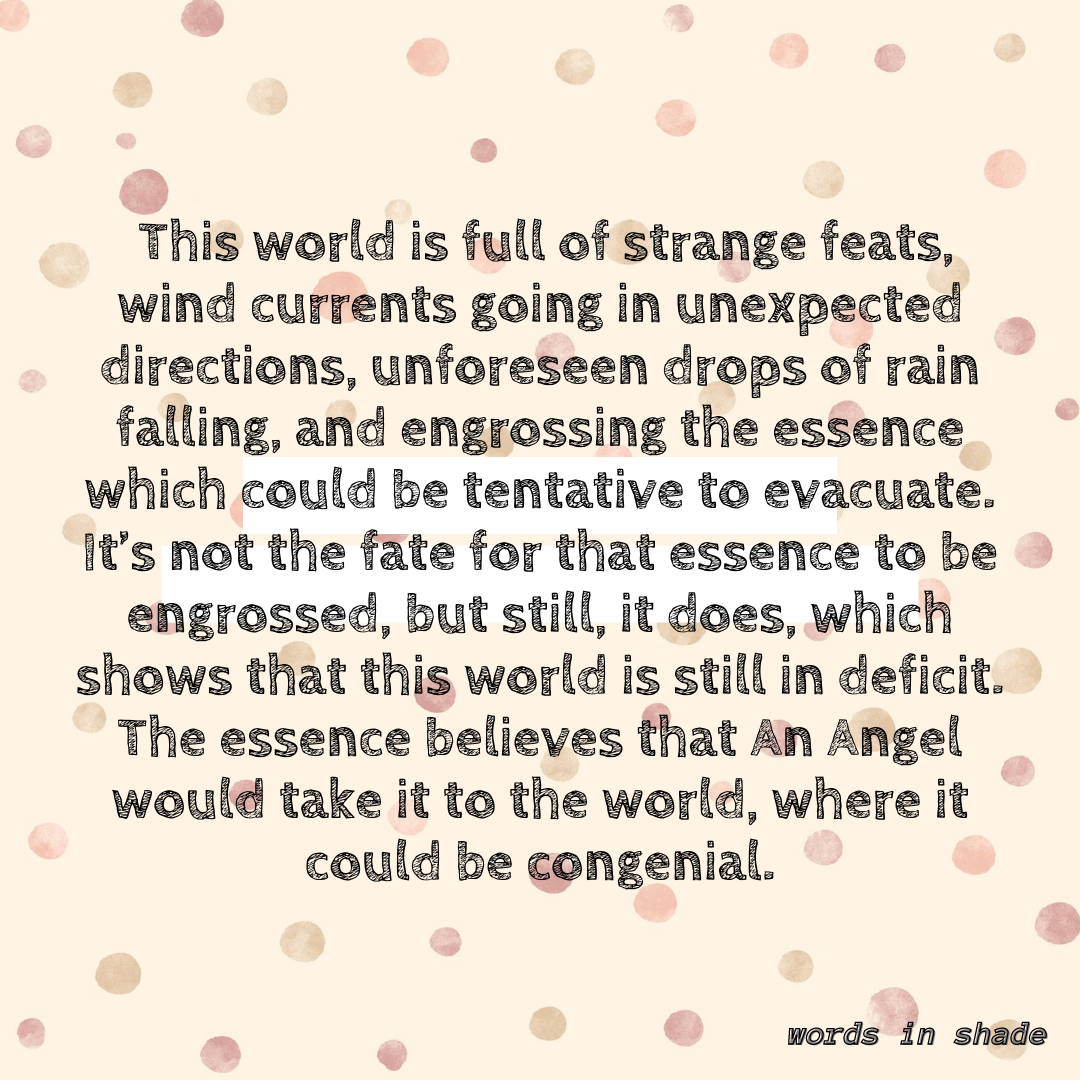 This world is full of strange feats,
wind currents going in unexpected
directions, unforeseen drops of rain
falling, and engrossing the essence
which could be tentative to evacuate.
It's not the fate for that essence to be
engrossed, but still, it does, which
shows that this world is still in deficit.
The essence believes that An Angel
would take it to the world, where it
could be congenial.
words in shade